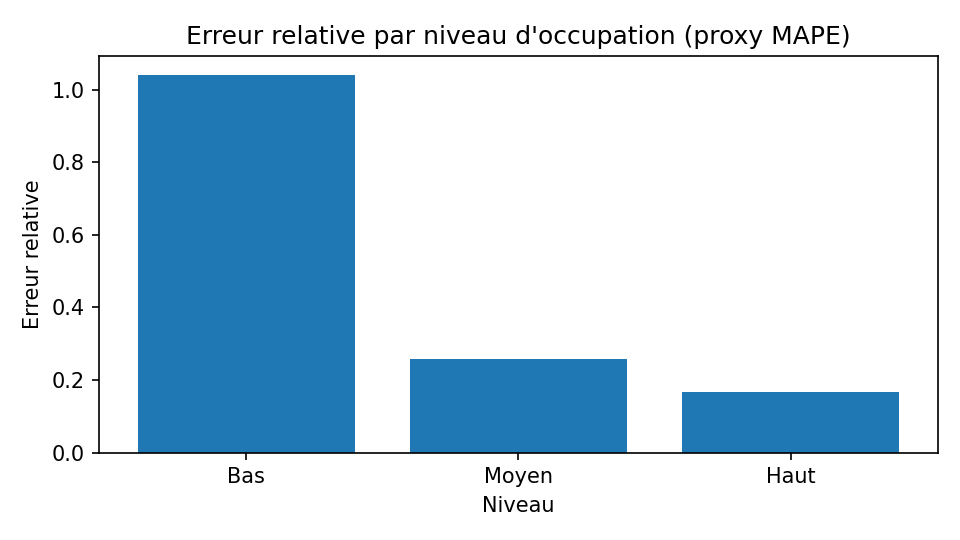 Erreur relative par niveau d'occupation (proxy MAPE)
Erreur relative
1.0
0.8
0.6
0.4
0.2
0.0
Bas Moyen Haut
Niveau